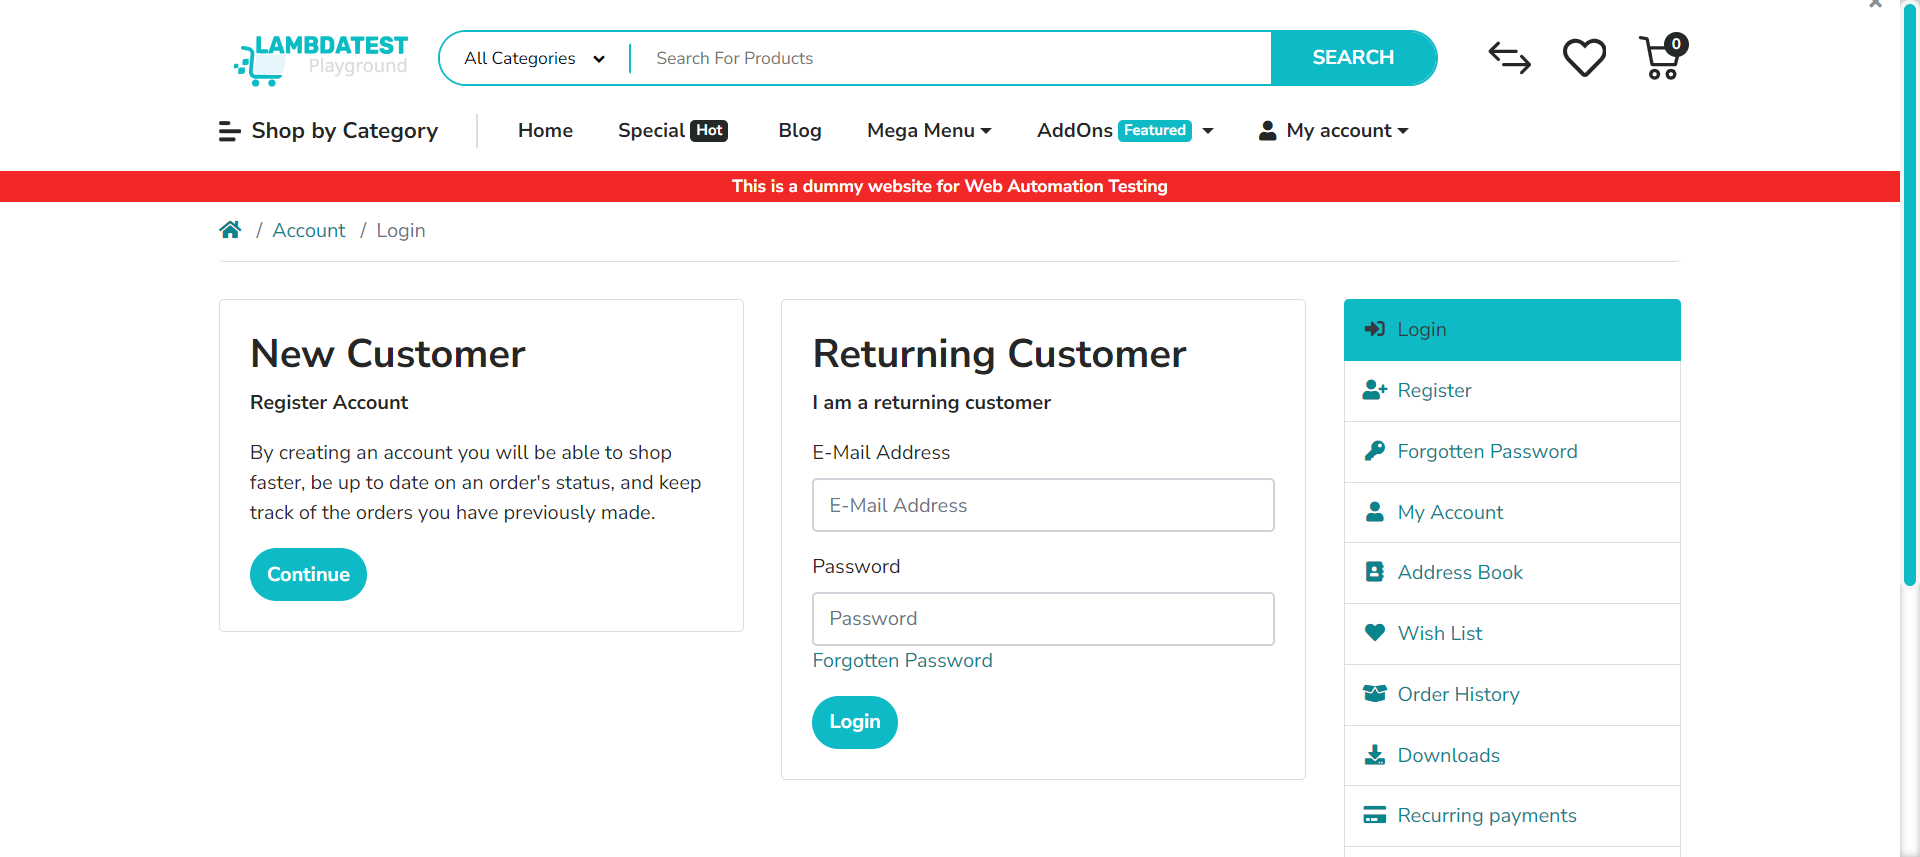 LAMBDATEST
Playground
All Categories
Search For Products
SEARCH
0
Shop by Category
Home
Special Hot
Blog
Mega Menu
AddOns Featured
My account
This is a dummy website for Web Automation Testing
/ Account / Login
New Customer
Register Account
By creating an account you will be able to shop
faster, be up to date on an order's status, and keep
track of the orders you have previously made.
Continue
Returning Customer
I am a returning customer
E-Mail Address
E-Mail Address
Password
Password
Forgotten Password
Login
Login
Register
Forgotten Password
My Account
Address Book
Wish List
Order History
Downloads
Recurring payments